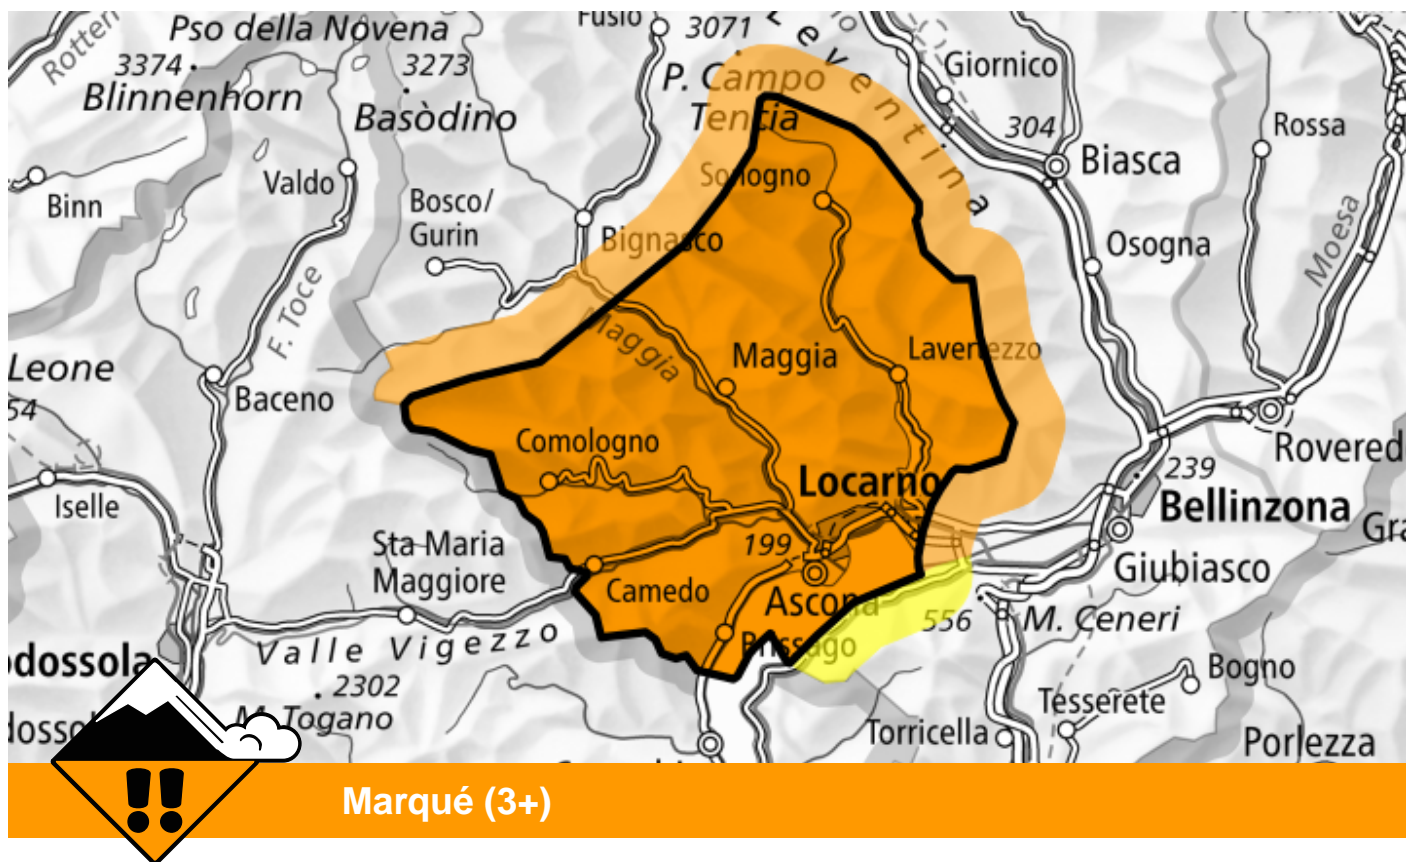 Fusio
Pso della Novena
3071
Rotten
3374
Blinnenhorn
3273
Basòdino
P. Campo
Tencia
Leventina
Giornico
304
Rossa
Biasca
Binn
Valdo
Bosco/
Gurin
Sonogno
Bignasco
Osogna
Moesa
F. Toce
Maggia
Maggia
Lavertezzo
Leone
54
Baceno
Comologno
Locarno
Rovered
239
Bellinzona
Iselle
Sta Maria
Maggiore
199
Giubiasco
Camedo
Ascona
556
M. Ceneri
Valle Vigezzo
Brissago
Bogno
odossola
2302
M. Togano
Tesserete
Torricella
Porlezza
Marqué (3+)